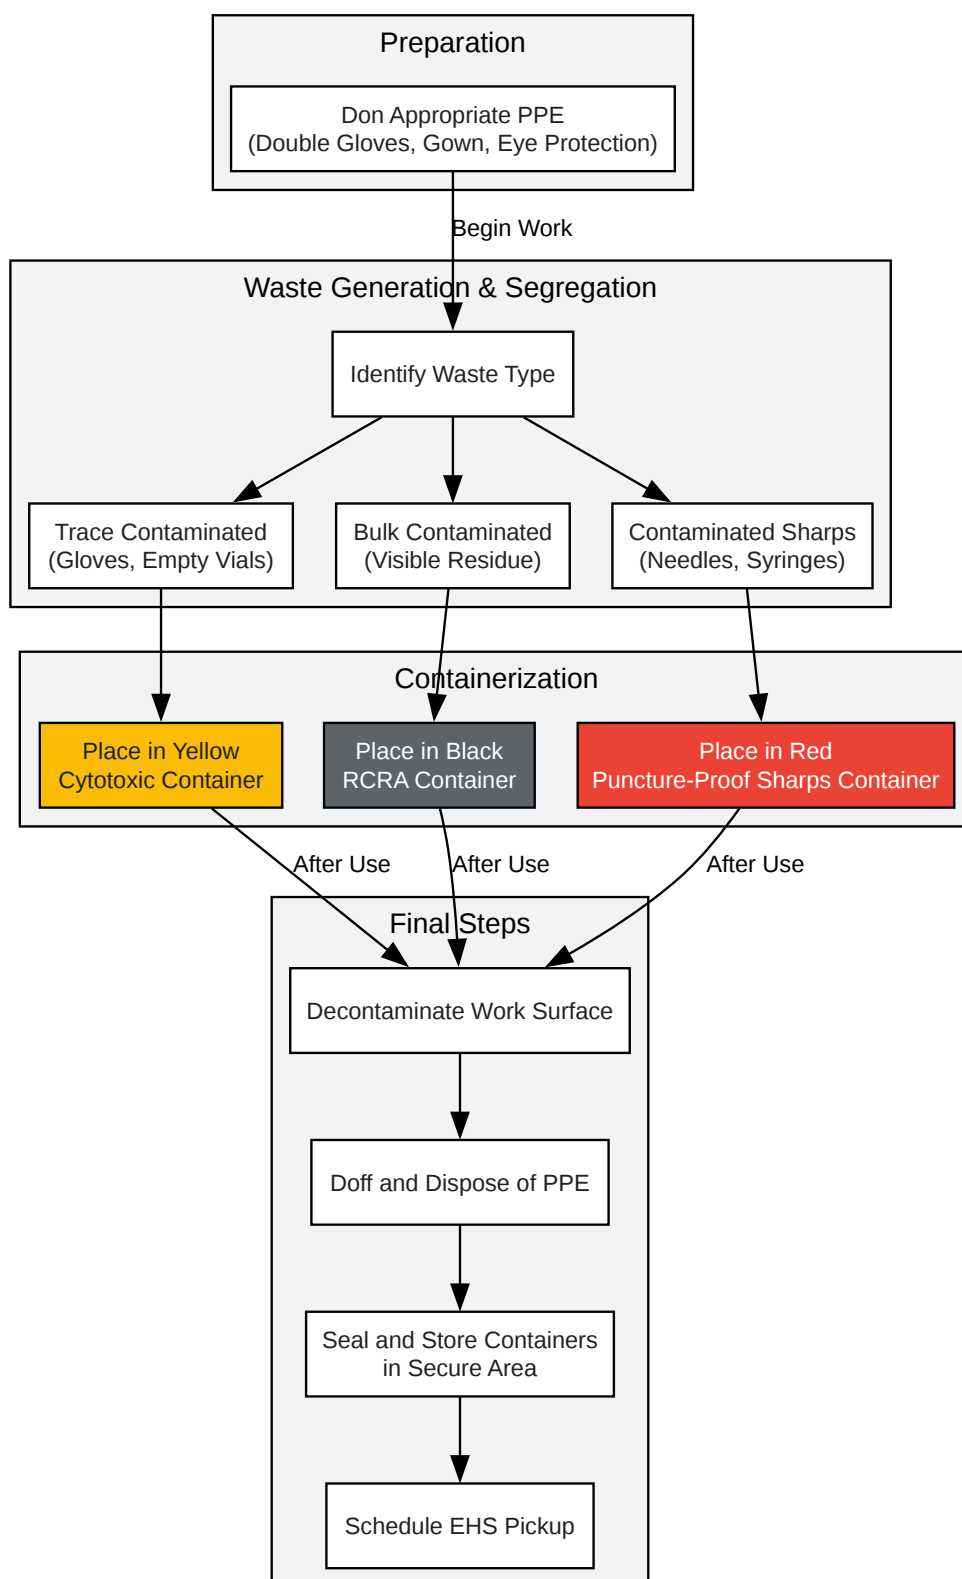 Preparation
Don Appropriate PPE
(Double Gloves, Gown, Eye Protection)
Begin Work
Waste Generation & Segregation
Identify Waste Type
Trace Contaminated
(Gloves, Empty Vials)
Bulk Contaminated
(Visible Residue)
Contaminated Sharps
(Needles, Syringes)
Containerization
Place in Yellow
Cytotoxic Container
Place in Black
RCRA Container
Place in Red
Puncture-Proof Sharps Container
After Use
After Use
After Use
Final Steps
Decontaminate Work Surface
Doff and Dispose of PPE
Seal and Store Containers
in Secure Area
Schedule EHS Pickup